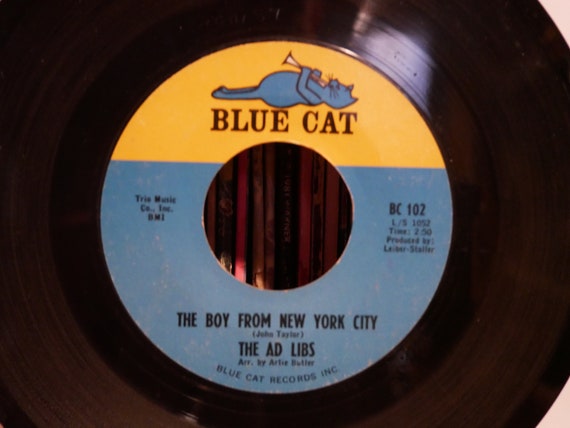 BLUE CAT
Trio Music
Co., Inc.
BMI
BC 102
L/S 1052
Time: 2:50
Produced by:
Leiber-Stoller
THE BOY FROM NEW YORK CITY
(John Taylor)
THE AD LIBS
Arr. by Artie Butler
BLUE CAT RECORDS INC.